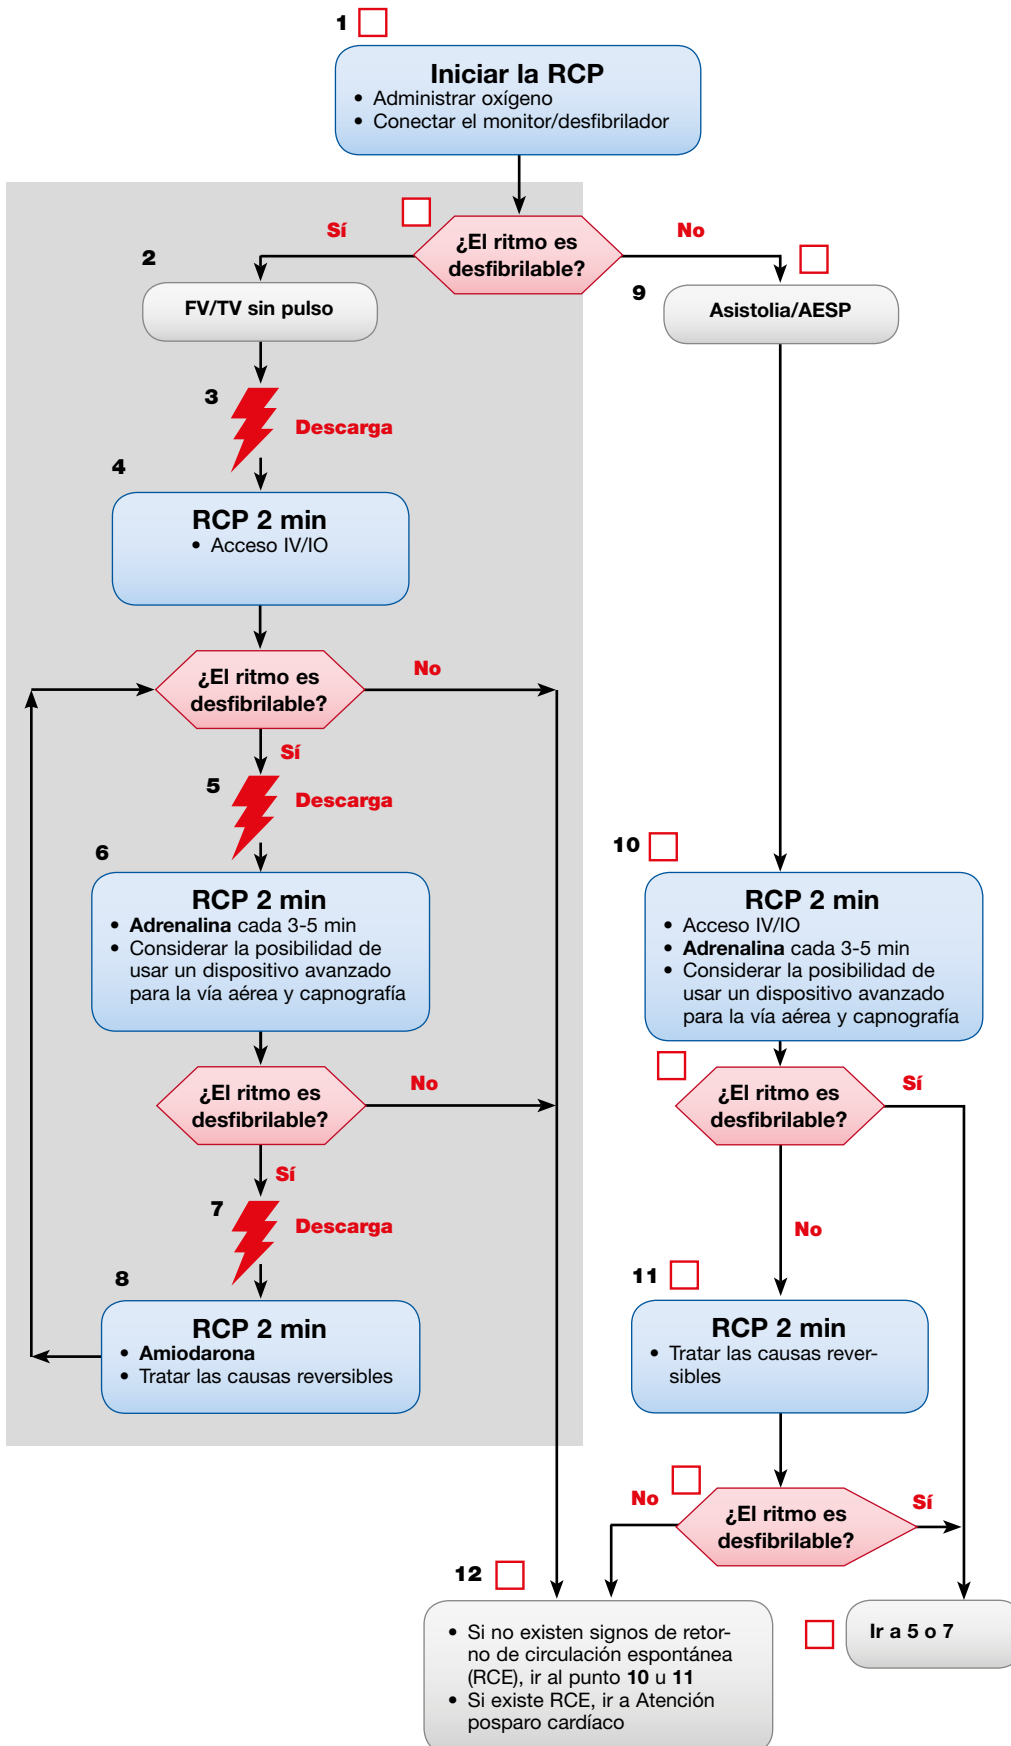 1
Iniciar la RCP
• Administrar oxígeno
• Conectar el monitor/desfibrilador
¿El ritmo es
desfibrilable?
Sí
No
2
FV/TV sin pulso
9
Asistolia/AESP
3
Descarga
4
RCP 2 min
• Acceso IV/IO
¿El ritmo es
desfibrilable?
No
Sí
5
Descarga
6
RCP 2 min
• Adrenalina cada 3-5 min
• Considerar la posibilidad de
usar un dispositivo avanzado
para la vía aérea y capnografía
10
RCP 2 min
• Acceso IV/IO
• Adrenalina cada 3-5 min
• Considerar la posibilidad de
usar un dispositivo avanzado
para la vía aérea y capnografía
¿El ritmo es
desfibrilable?
No
Sí
¿El ritmo es
desfibrilable?
Sí
No
7
Descarga
8
RCP 2 min
• Amiodarona
• Tratar las causas reversibles
11
RCP 2 min
• Tratar las causas rever-
sibles
¿El ritmo es
desfibrilable?
No
Sí
12
• Si no existen signos de retor-
no de circulación espontánea
(RCE), ir al punto 10 u 11
• Si existe RCE, ir a Atención
posparo cardíaco
Ir a 5 o 7